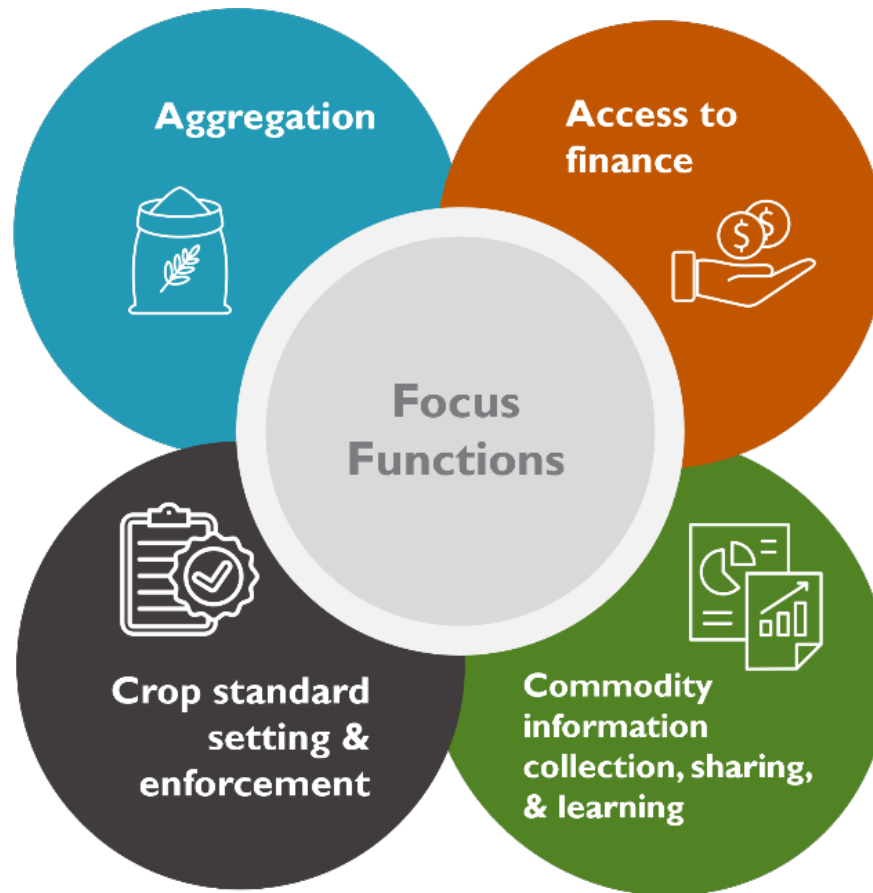 Aggregation
Access to
finance
$
$
Focus
Functions
Crop standard
setting &
enforcement
Commodity
information
collection, sharing,
& learning